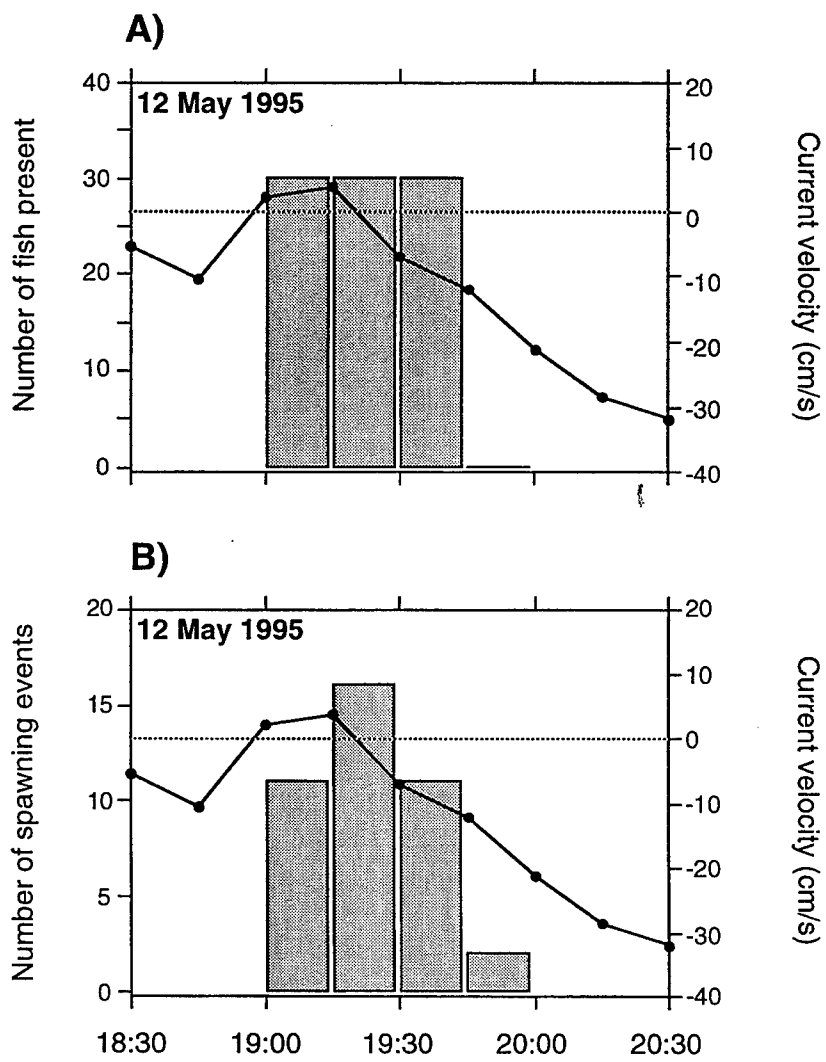 A)
12 May 1995
Number of fish present
40
30
20
10
0
Current velocity (cm/s)
20
10
0
-10
-20
-30
-40
B)
12 May 1995
Number of spawning events
20
15
10
5
0
Current velocity (cm/s)
20
10
0
-10
-20
-30
-40
18:30 19:00 19:30 20:00 20:30